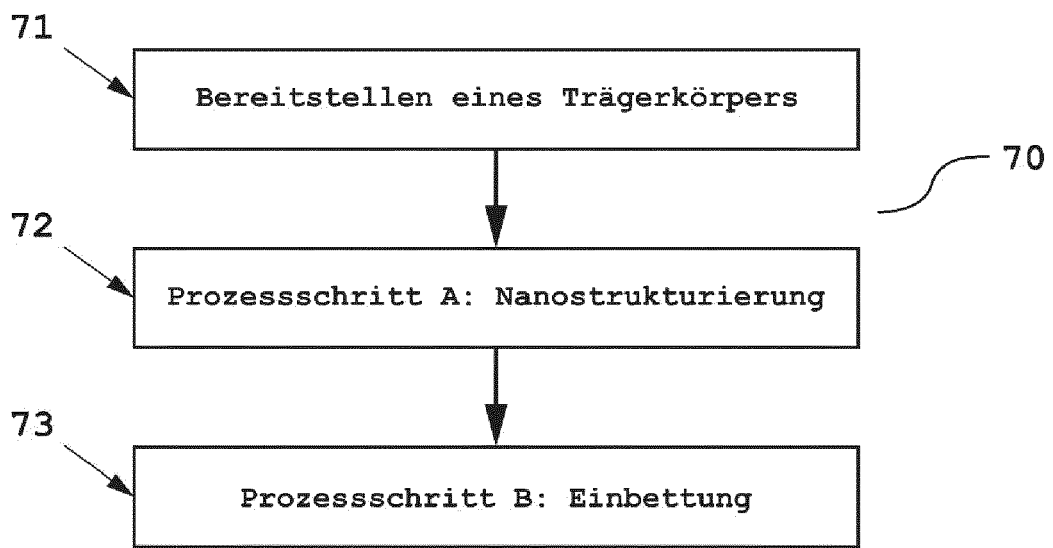 71
Bereitstellen eines Trägerkörpers
70
72
Prozessschritt A: Nanostrukturierung
73
Prozessschritt B: Einbettung